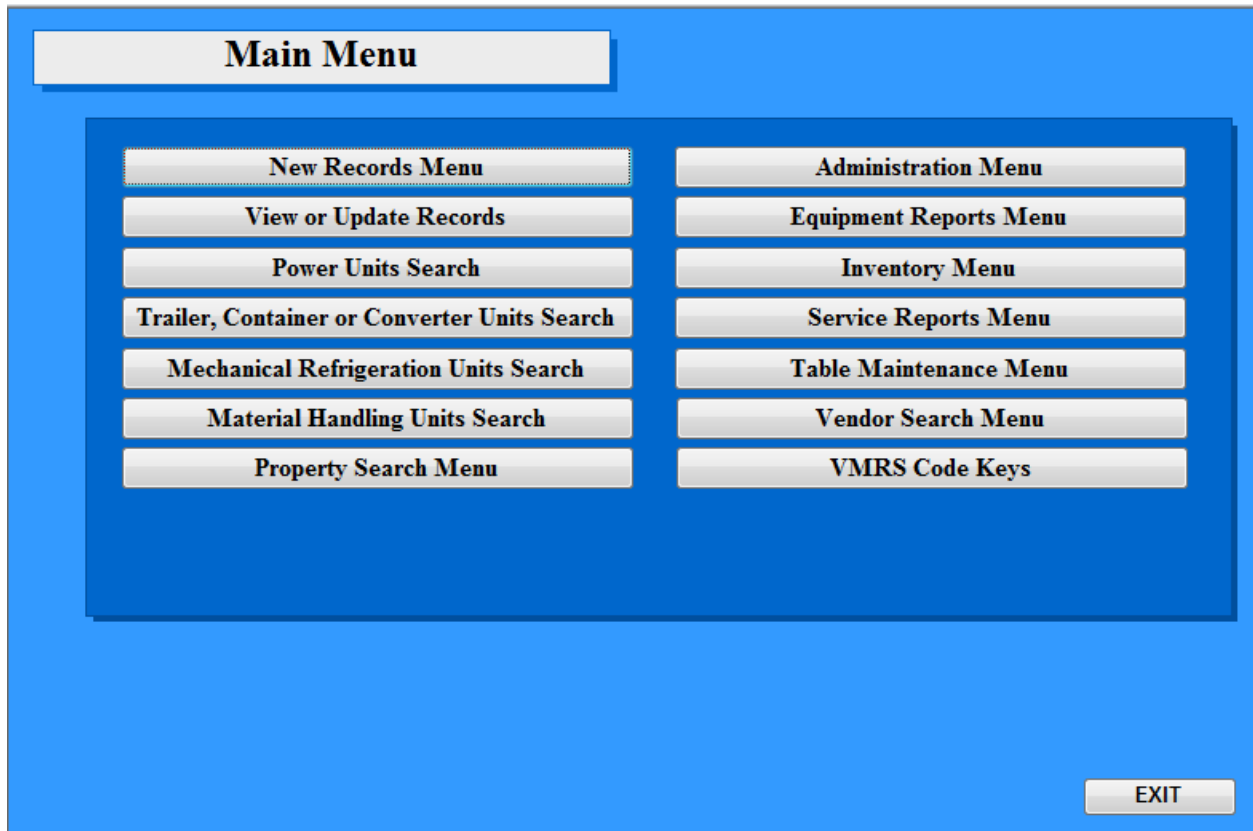 Main Menu
New Records Menu
View or Update Records
Power Units Search
Trailer, Container or Converter Units Search
Mechanical Refrigeration Units Search
Material Handling Units Search
Property Search Menu
Administration Menu
Equipment Reports Menu
Inventory Menu
Service Reports Menu
Table Maintenance Menu
Vendor Search Menu
VMRS Code Keys
EXIT